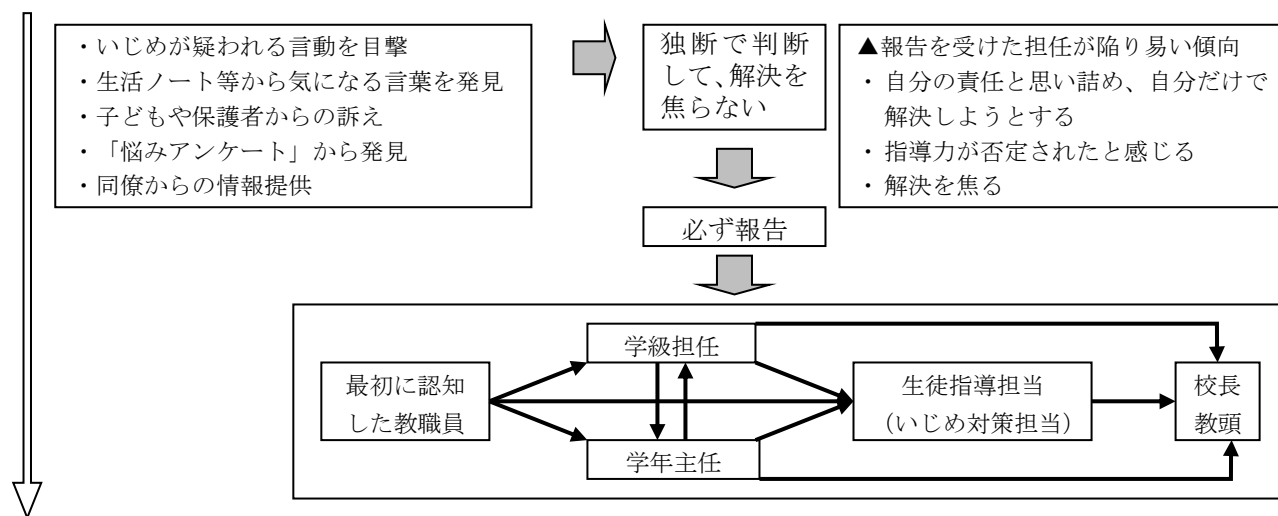 ・いじめが疑われる言動を目撃
・生活ノート等から気になる言葉を発見
・子どもや保護者からの訴え
・「悩みアンケート」から発見
・同僚からの情報提供
独断で判断
して、解決を
焦らない
▲報告を受けた担任が陥り易い傾向
・自分の責任と思い詰め、自分だけで
解決しようとする
・指導力が否定されたと感じる
・解決を焦る
必ず報告
学級担任
最初に認知
した教職員
生徒指導担当
（いじめ対策担当）
校長
教頭
学年主任